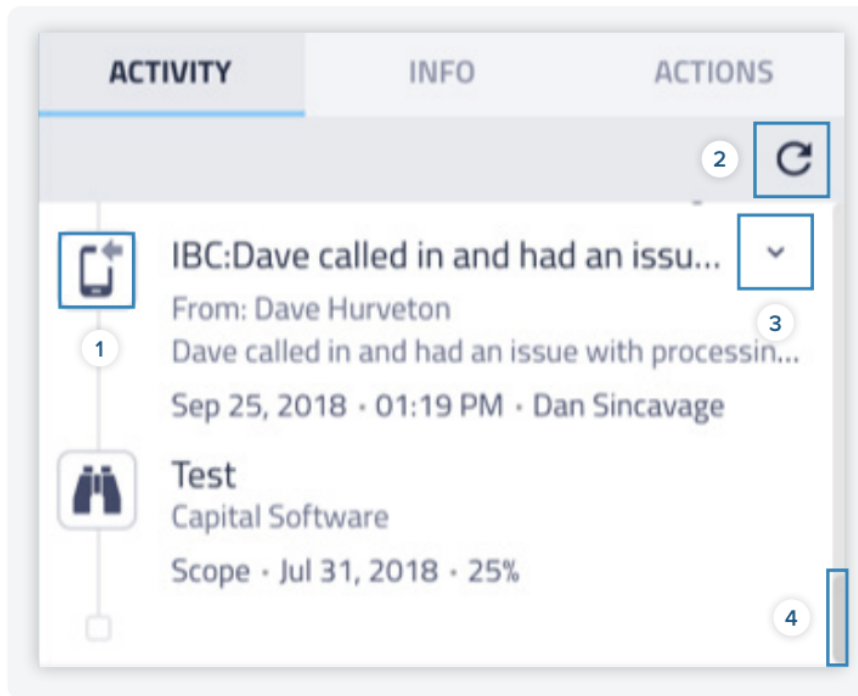 ACTIVITY INFO ACTIONS
2
IBC:Dave called in and had an issu...
From: Dave Hurveton
3
1
Dave called in and had an issue with processin...
Sep 25, 2018 · 01:19 PM · Dan Sincavage
Test
Capital Software
Scope · Jul 31, 2018 · 25%
4